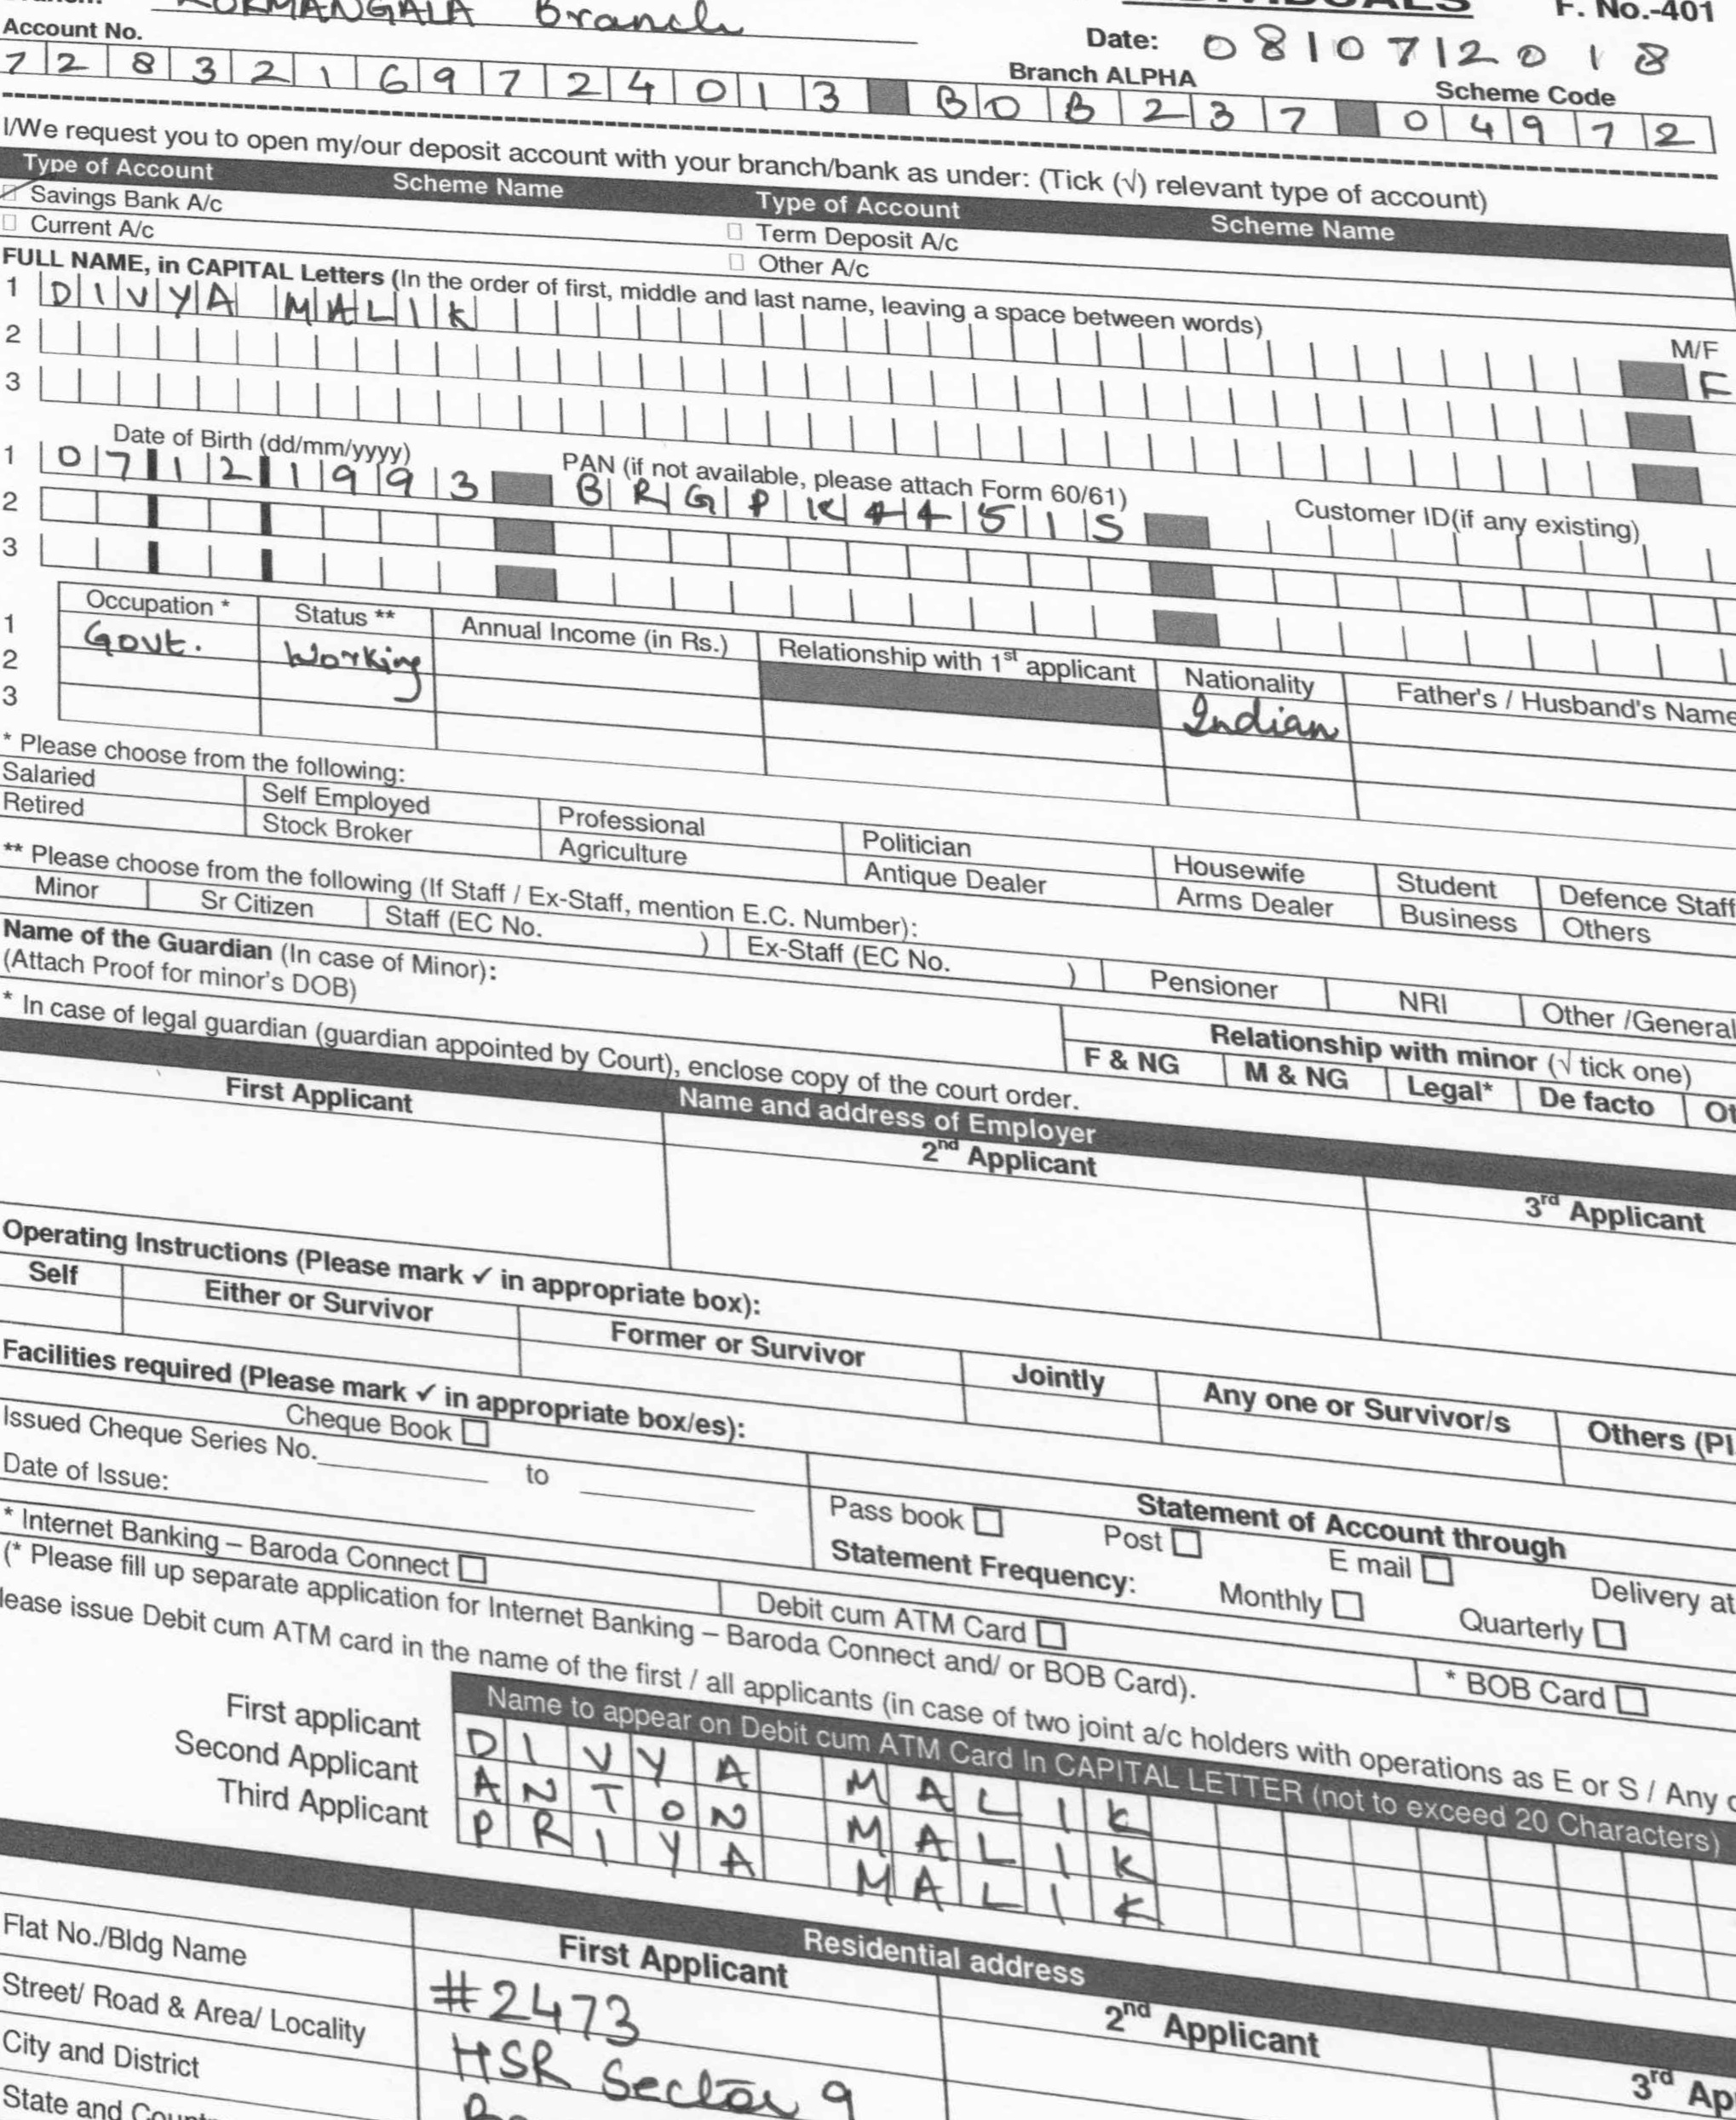 KORMANGALA Branch F. No.-401
Account No. Date: 08/07/2018
Branch ALPHA Scheme Code
722832169724013 BOB237 04972
I/We request you to open my/our deposit account with your branch/bank as under: (Tick (√) relevant type of account)
Type of Account Scheme Name Type of Account Scheme Name
Savings Bank A/c Term Deposit A/c
Current A/c Other A/c
FULL NAME, in CAPITAL Letters (In the order of first, middle and last name, leaving a space between words) M/F
1 DIVYA MALIK F
2
3
Date of Birth (dd/mm/yyyy) PAN (if not available, please attach Form 60/61) Customer ID(if any existing)
1 07 12 1993 BRGPK4451S
2
3
Occupation * Status ** Annual Income (in Rs.) Relationship with 1st applicant Nationality Father's / Husband's Name
1 Govt. Working Indian
2
3
* Please choose from the following:
Salaried Self Employed Professional Politician Housewife Student Defence Staff
Retired Stock Broker Agriculture Antique Dealer Arms Dealer Business Others
** Please choose from the following (If Staff / Ex-Staff, mention E.C. Number):
Minor Sr Citizen Staff (EC No. ) Ex-Staff (EC No. ) Pensioner NRI Other /General
Name of the Guardian (In case of Minor): Relationship with minor (√ tick one)
(Attach Proof for minor's DOB) F & NG M & NG Legal* De facto
* In case of legal guardian (guardian appointed by Court), enclose copy of the court order.
Name and address of Employer
First Applicant 2nd Applicant 3rd Applicant
Operating Instructions (Please mark ✓ in appropriate box):
Self Either or Survivor Former or Survivor Jointly Any one or Survivor/s Others (Pl
Facilities required (Please mark ✓ in appropriate box/es):
Cheque Book Statement of Account through
Issued Cheque Series No. to Pass book Post E mail Delivery at
Date of Issue: Statement Frequency: Monthly Quarterly
* Internet Banking – Baroda Connect Debit cum ATM Card * BOB Card
(* Please fill up separate application for Internet Banking – Baroda Connect and/ or BOB Card).
lease issue Debit cum ATM card in the name of the first / all applicants (in case of two joint a/c holders with operations as E or S / Any
Name to appear on Debit cum ATM Card In CAPITAL LETTER (not to exceed 20 Characters)
First applicant DIVYA MALIK
Second Applicant ANTON MALIK
Third Applicant PRIYA MALIK
Residential address
First Applicant 2nd Applicant 3rd Ap
Flat No./Bldg Name #2473
Street/ Road & Area/ Locality HSR Sector 9
City and District
State and